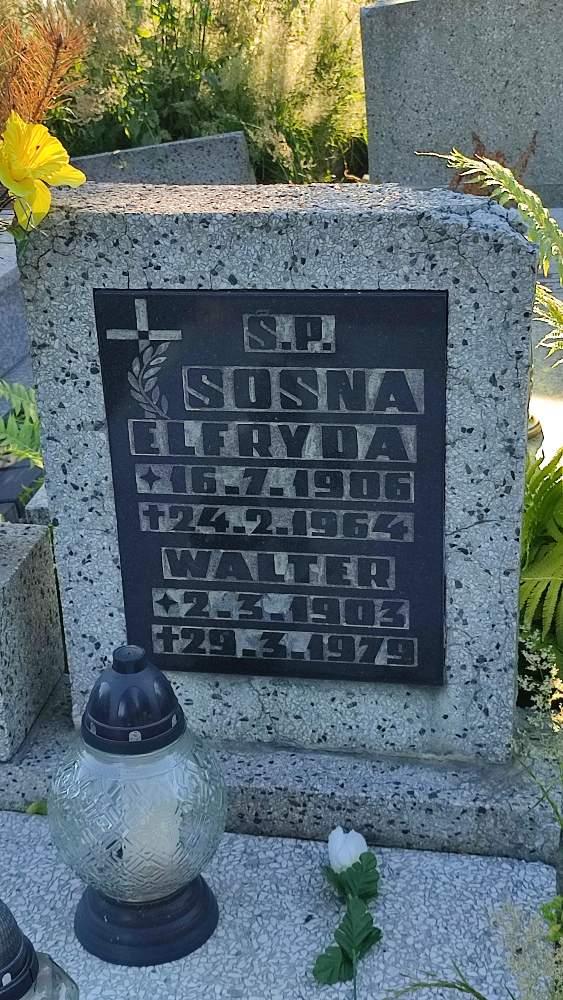 Ś.P.
SOSNA
ELFRYDA
✦16.7.1906
†24.2.1964
WALTER
✦2.3.1903
†29.3.1979